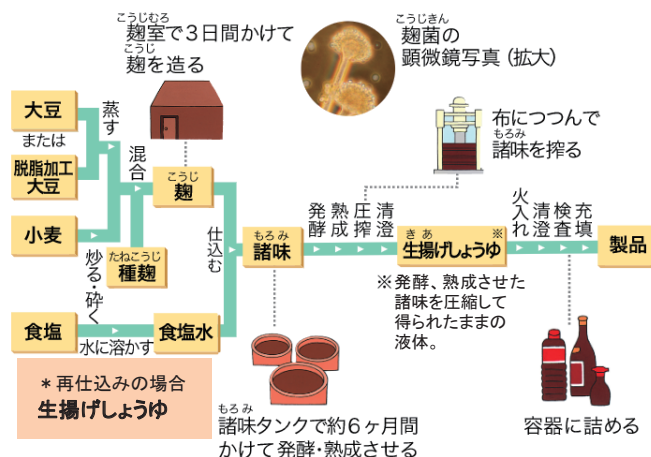 こうじむろ
麹室で3日間かけて
こうじ
麹を造る
こうじきん
麹菌の
顕微鏡写真(拡大)
布につつんで
もろみ
諸味を搾る
大豆
または
脱脂加工
大豆
小麦
食塩
蒸す
混合
炒る・砕く
たねこうじ
種麹
こうじ
麹
水に溶かす
食塩水
仕込む
もろみ
諸味
発酵
熟成
圧搾
清澄
きあ ※
生揚げしょうゆ
※発酵、熟成させた
諸味を圧縮して
得られたままの
液体。
火入れ
清澄
検査
充填
製品
*再仕込みの場合
生揚げしょうゆ
もろみ
諸味タンクで約6ヶ月間
かけて発酵・熟成させる
容器に詰める